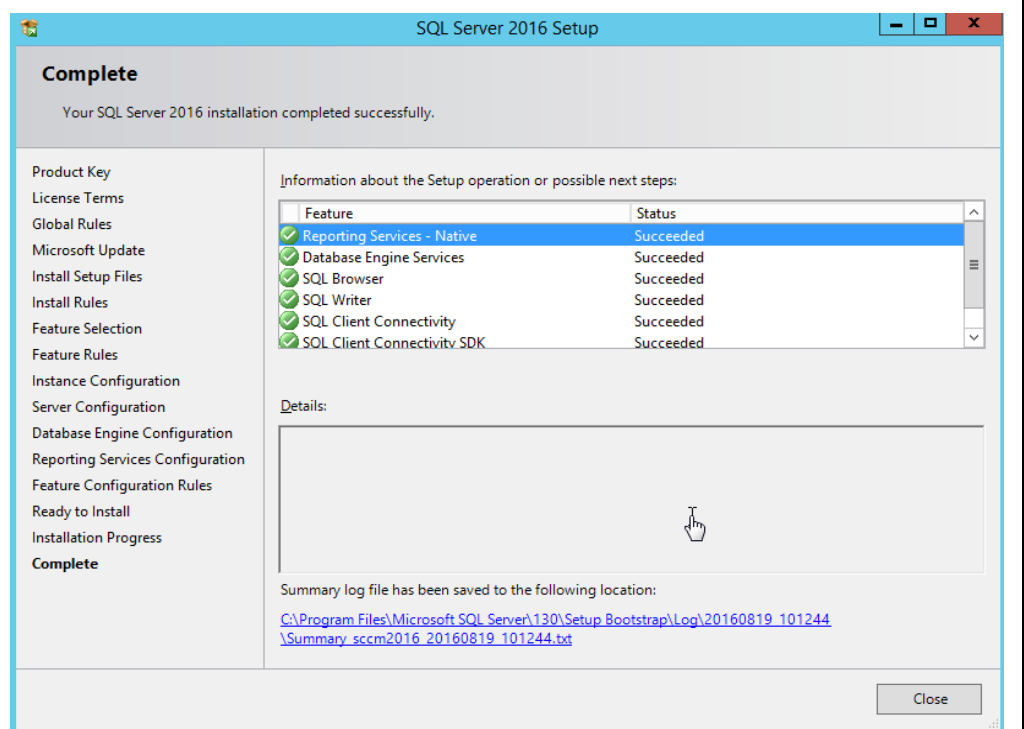 SQL Server 2016 Setup
Complete
Your SQL Server 2016 installation completed successfully.
Product Key
License Terms
Global Rules
Microsoft Update
Install Setup Files
Install Rules
Feature Selection
Feature Rules
Instance Configuration
Server Configuration
Database Engine Configuration
Reporting Services Configuration
Feature Configuration Rules
Ready to Install
Installation Progress
Complete
Information about the Setup operation or possible next steps:
Feature Status
Reporting Services - Native Succeeded
Database Engine Services Succeeded
SQL Browser Succeeded
SQL Writer Succeeded
SQL Client Connectivity Succeeded
SQL Client Connectivity SDK Succeeded
Details:
Summary log file has been saved to the following location:
C:\Program Files\Microsoft SQL Server\130\Setup Bootstrap\Log\20160819_101244
\Summary_sccm2016_20160819_101244.txt
Close